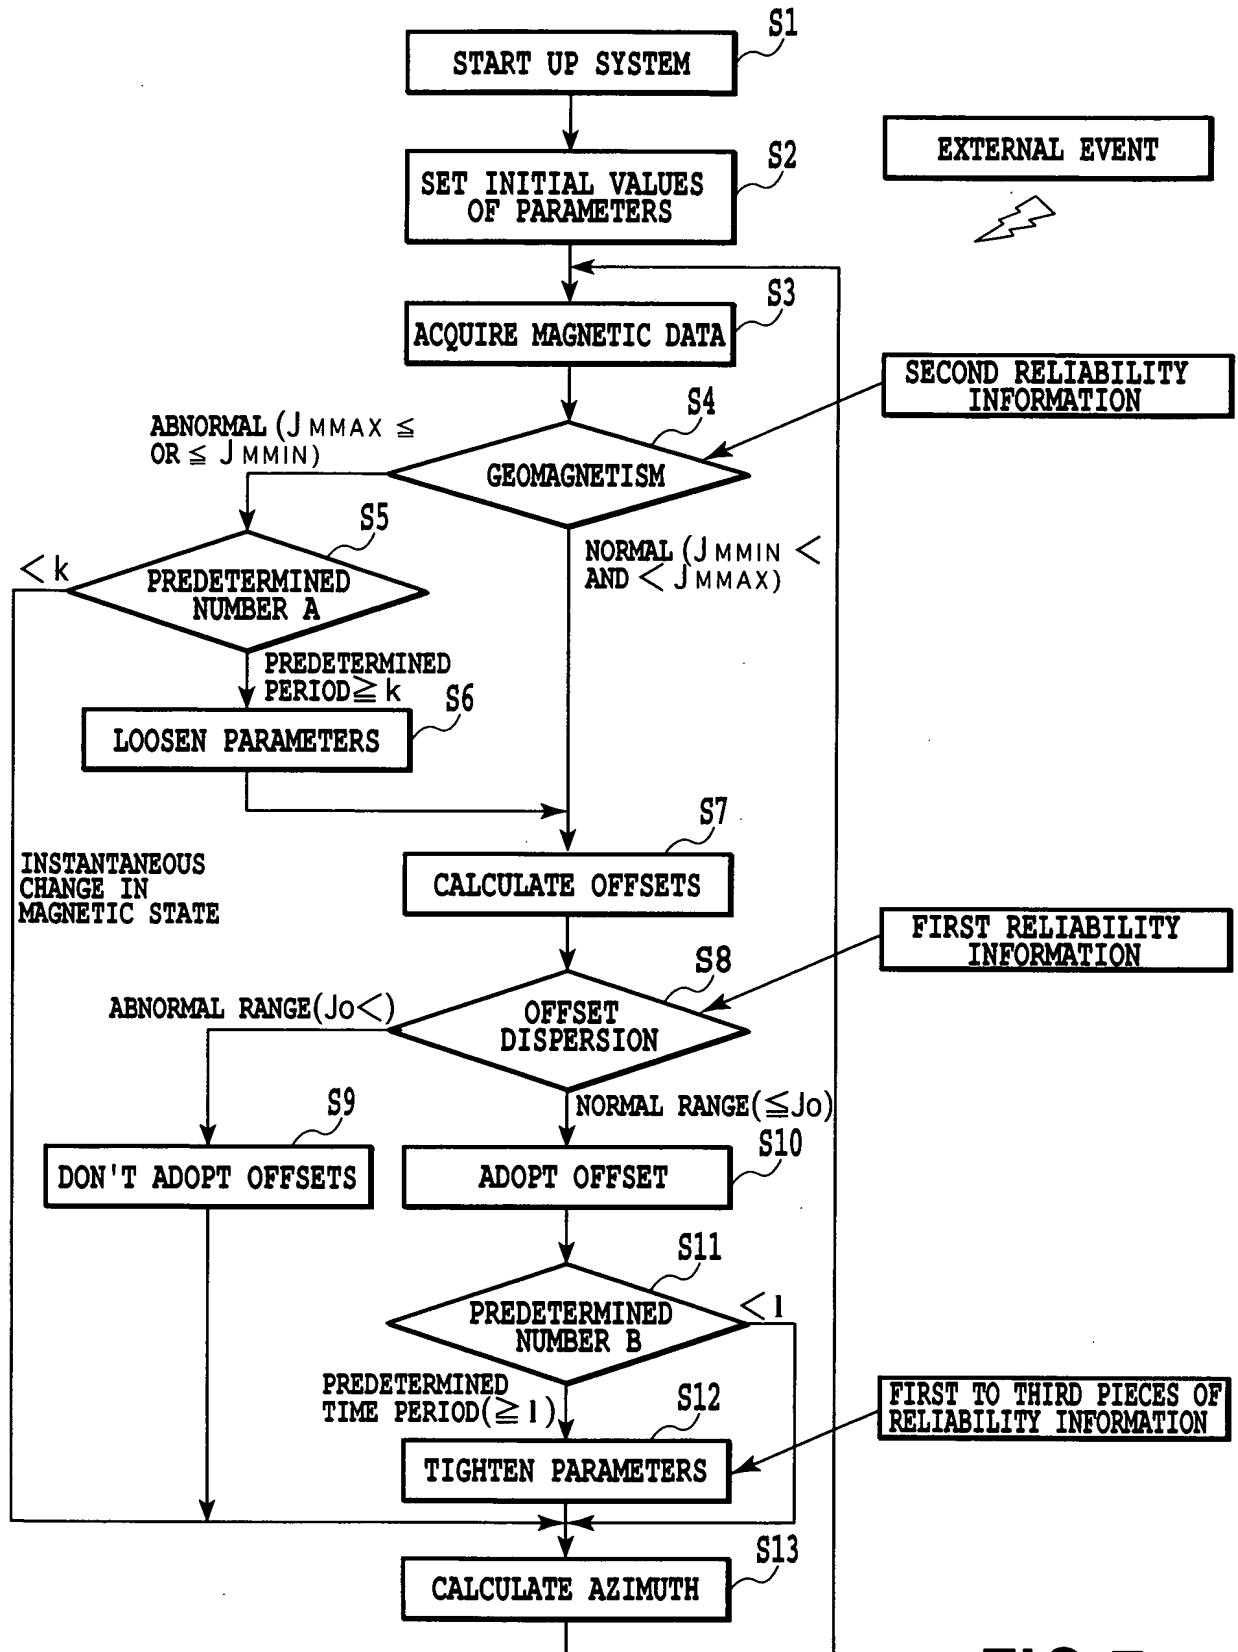 S1
START UP SYSTEM
S2
SET INITIAL VALUES
OF PARAMETERS
EXTERNAL EVENT
S3
ACQUIRE MAGNETIC DATA
SECOND RELIABILITY
INFORMATION
S4
GEOMAGNETISM
ABNORMAL (J MMAX ≦
OR ≦ J MMIN)
NORMAL (J MMIN <
AND < J MMAX)
S5
< k
PREDETERMINED
NUMBER A
PREDETERMINED
PERIOD ≧ k
S6
LOOSEN PARAMETERS
S7
CALCULATE OFFSETS
INSTANTANEOUS
CHANGE IN
MAGNETIC STATE
FIRST RELIABILITY
INFORMATION
S8
OFFSET
DISPERSION
ABNORMAL RANGE(Jo<)
NORMAL RANGE(≦Jo)
S9
DON'T ADOPT OFFSETS
S10
ADOPT OFFSET
S11
PREDETERMINED
NUMBER B
< l
PREDETERMINED
TIME PERIOD(≧ l)
S12
TIGHTEN PARAMETERS
FIRST TO THIRD PIECES OF
RELIABILITY INFORMATION
S13
CALCULATE AZIMUTH